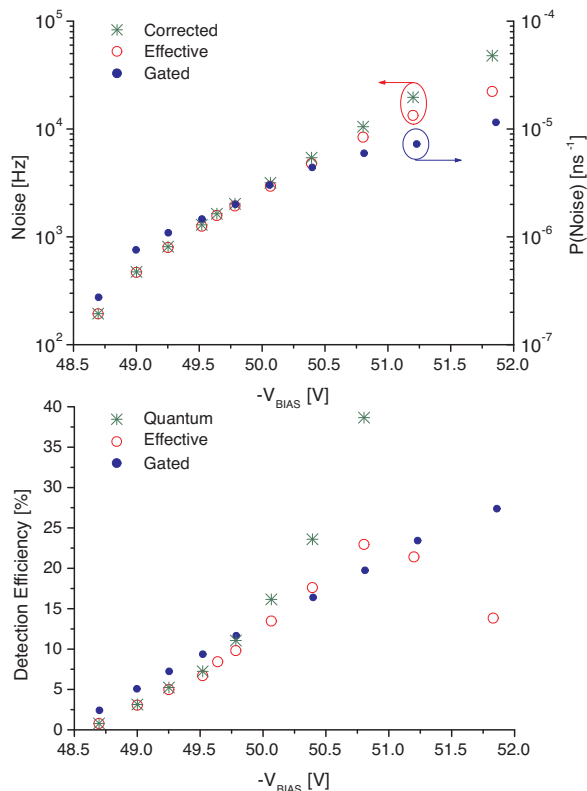 Corrected
Effective
Gated
Noise [Hz]
10^5
10^4
10^3
10^2
P(Noise) [ns^-1]
10^-4
10^-5
10^-6
10^-7
48.5 49.0 49.5 50.0 50.5 51.0 51.5 52.0
-V_BIAS [V]
Quantum
Effective
Gated
Detection Efficiency [%]
40
35
30
25
20
15
10
5
0
48.5 49.0 49.5 50.0 50.5 51.0 51.5 52.0
-V_BIAS [V]